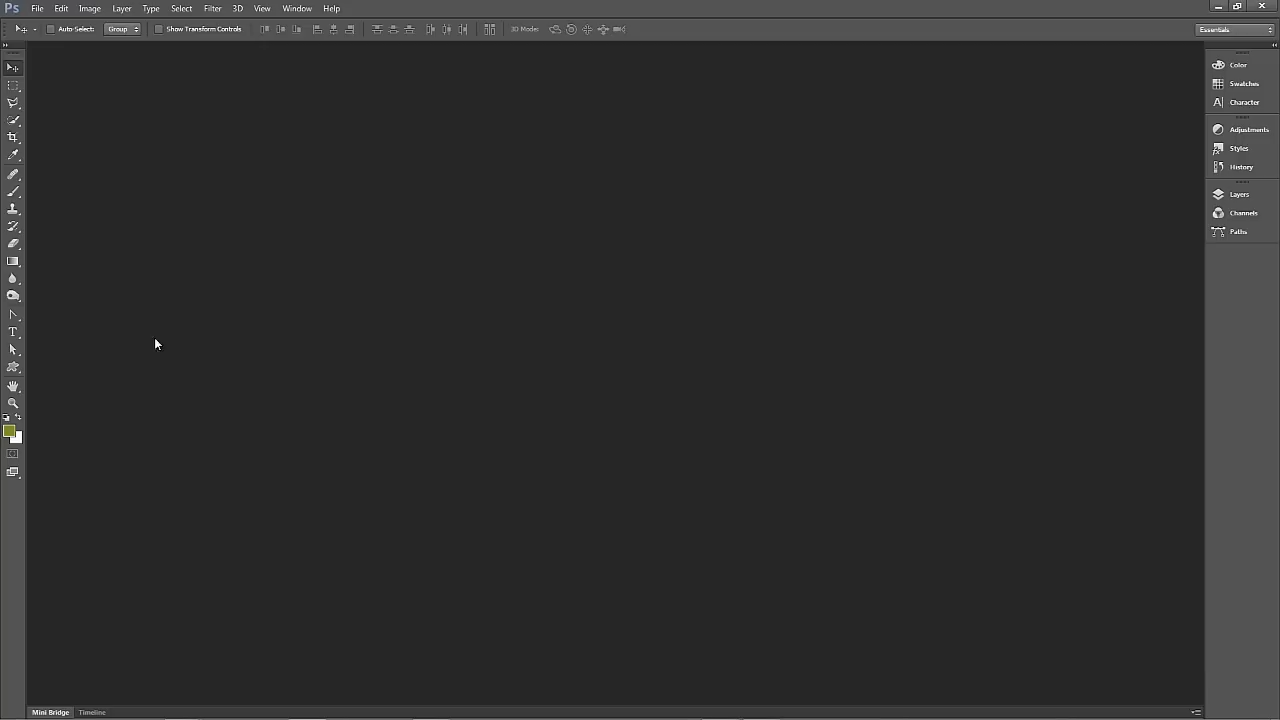 Ps File Edit Image Layer Type Select Filter 3D View Window Help
Auto-Select: Group Show Transform Controls 3D Mode: Essentials
Color
Swatches
Character
Adjustments
Styles
History
Layers
Channels
Paths
Mini Bridge Timeline